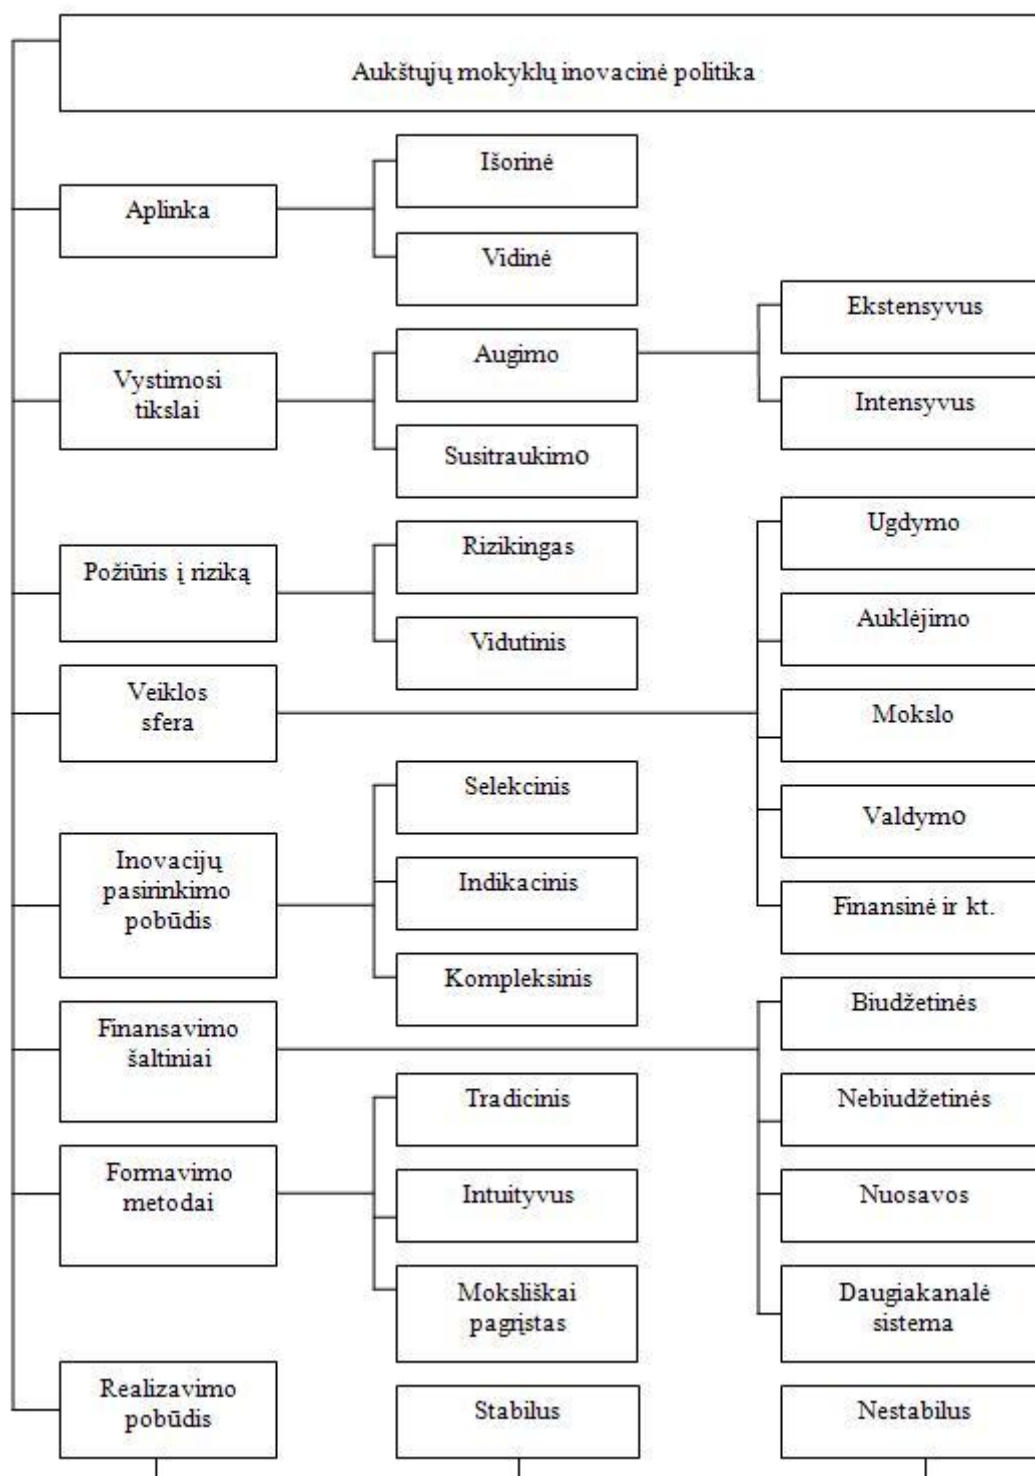 Aukštujų mokyklų inovacinė politika
Aplinka
Išorinė
Vidinė
Vystimosi
tikslai
Augimo
Susitraukimo
Ekstensyvus
Intensyvus
Požiūris į riziką
Rizikingas
Vidutinis
Veiklos
sfera
Ugdymo
Auklėjimo
Mokslo
Valdymo
Finansinė ir kt.
Inovacijų
pasirinkimo
pobūdis
Selekcinis
Indikacinis
Kompleksinis
Finansavimo
šaltiniai
Biudžetinės
Nebiudžetinės
Nuosavos
Daugiakanalė
sistema
Formavimo
metodai
Tradicinis
Intuityvus
Moksliškai
pagrįstas
Realizavimo
pobūdis
Stabilus
Nestabilus